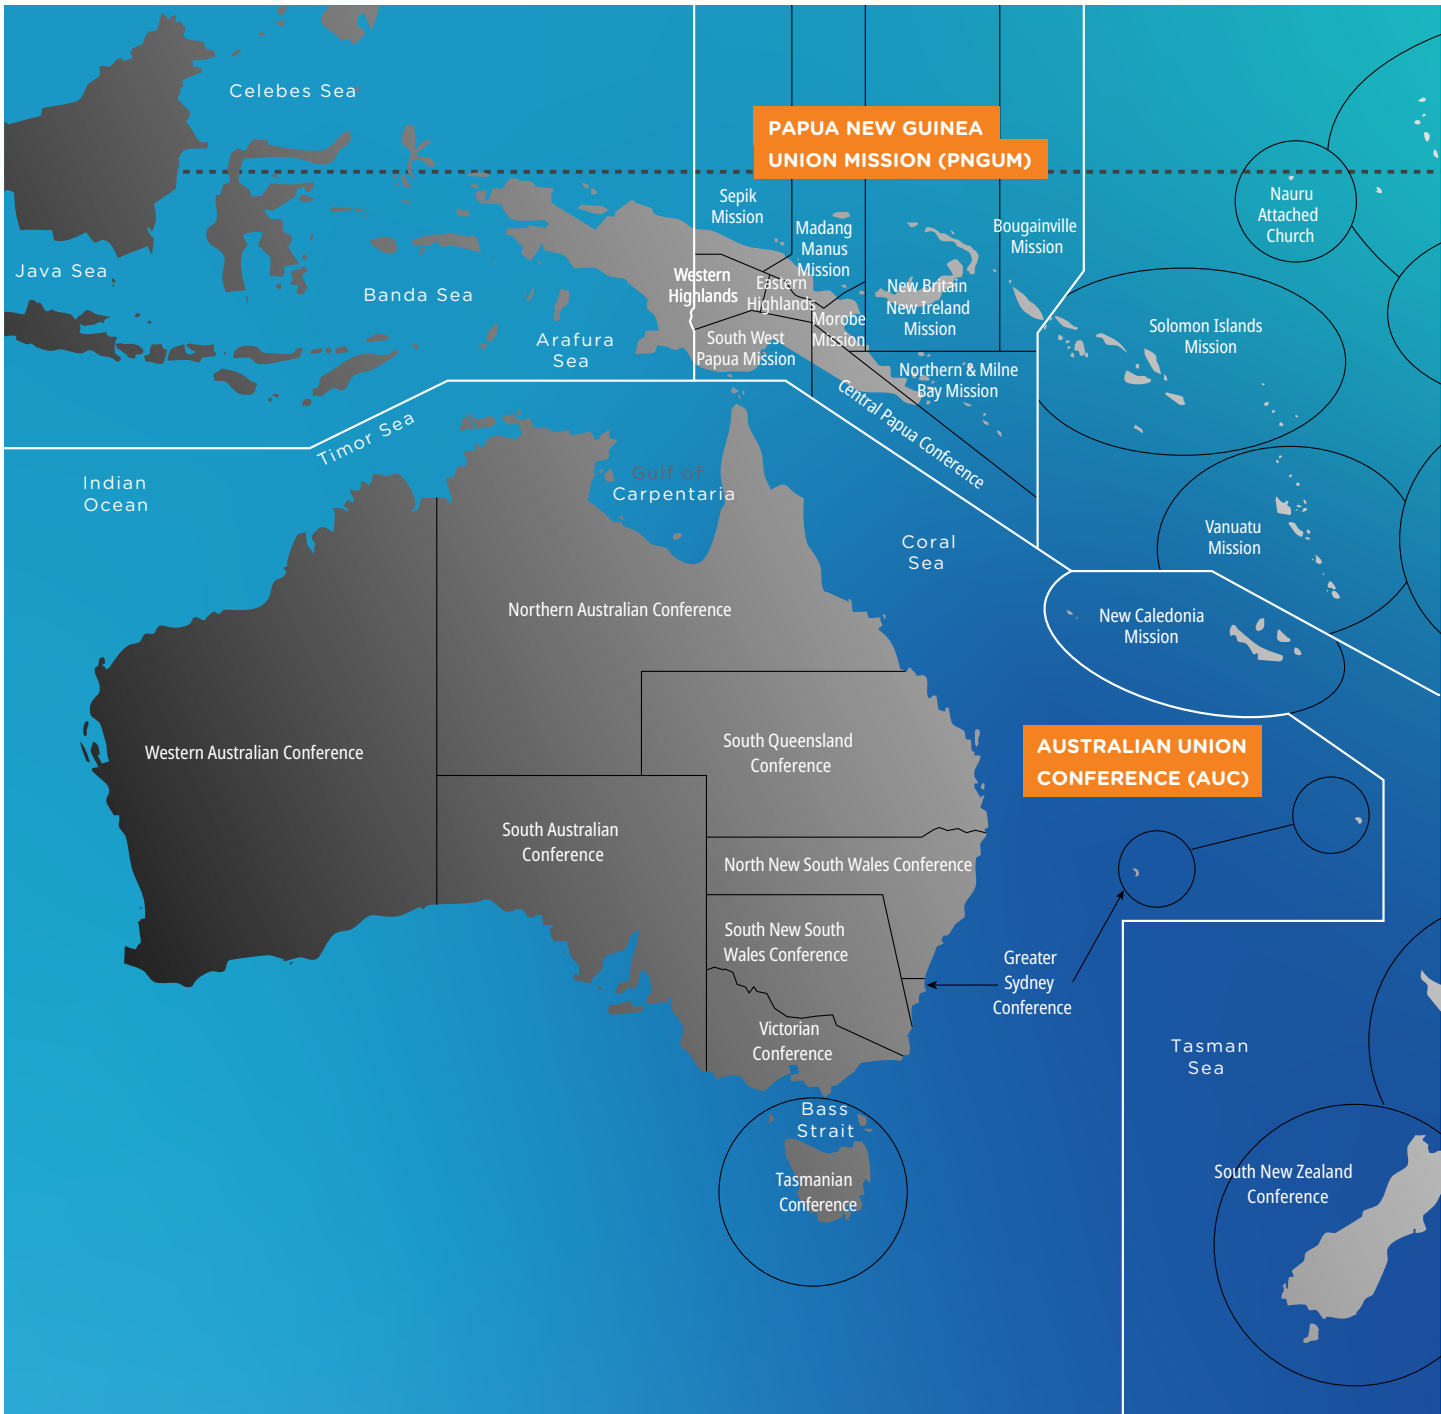 Celebes Sea
PAPUA NEW GUINEA
UNION MISSION (PNGUM)
Sepik
Mission
Nauru
Attached
Church
Madang
Manus
Mission
Bougainville
Mission
Java Sea
Banda Sea
Western
Highlands
Eastern
Highlands
New Britain
New Ireland
Mission
Morobe
Mission
Solomon Islands
Mission
Arafura
Sea
South West
Papua Mission
Northern & Milne
Bay Mission
Central Papua Conference
Timor Sea
Indian
Ocean
Gulf of
Carpentaria
Coral
Sea
Vanuatu
Mission
Northern Australian Conference
New Caledonia
Mission
Western Australian Conference
South Queensland
Conference
AUSTRALIAN UNION
CONFERENCE (AUC)
South Australian
Conference
North New South Wales Conference
South New South
Wales Conference
Greater
Sydney
Conference
Victorian
Conference
Tasman
Sea
Bass
Strait
Tasmanian
Conference
South New Zealand
Conference